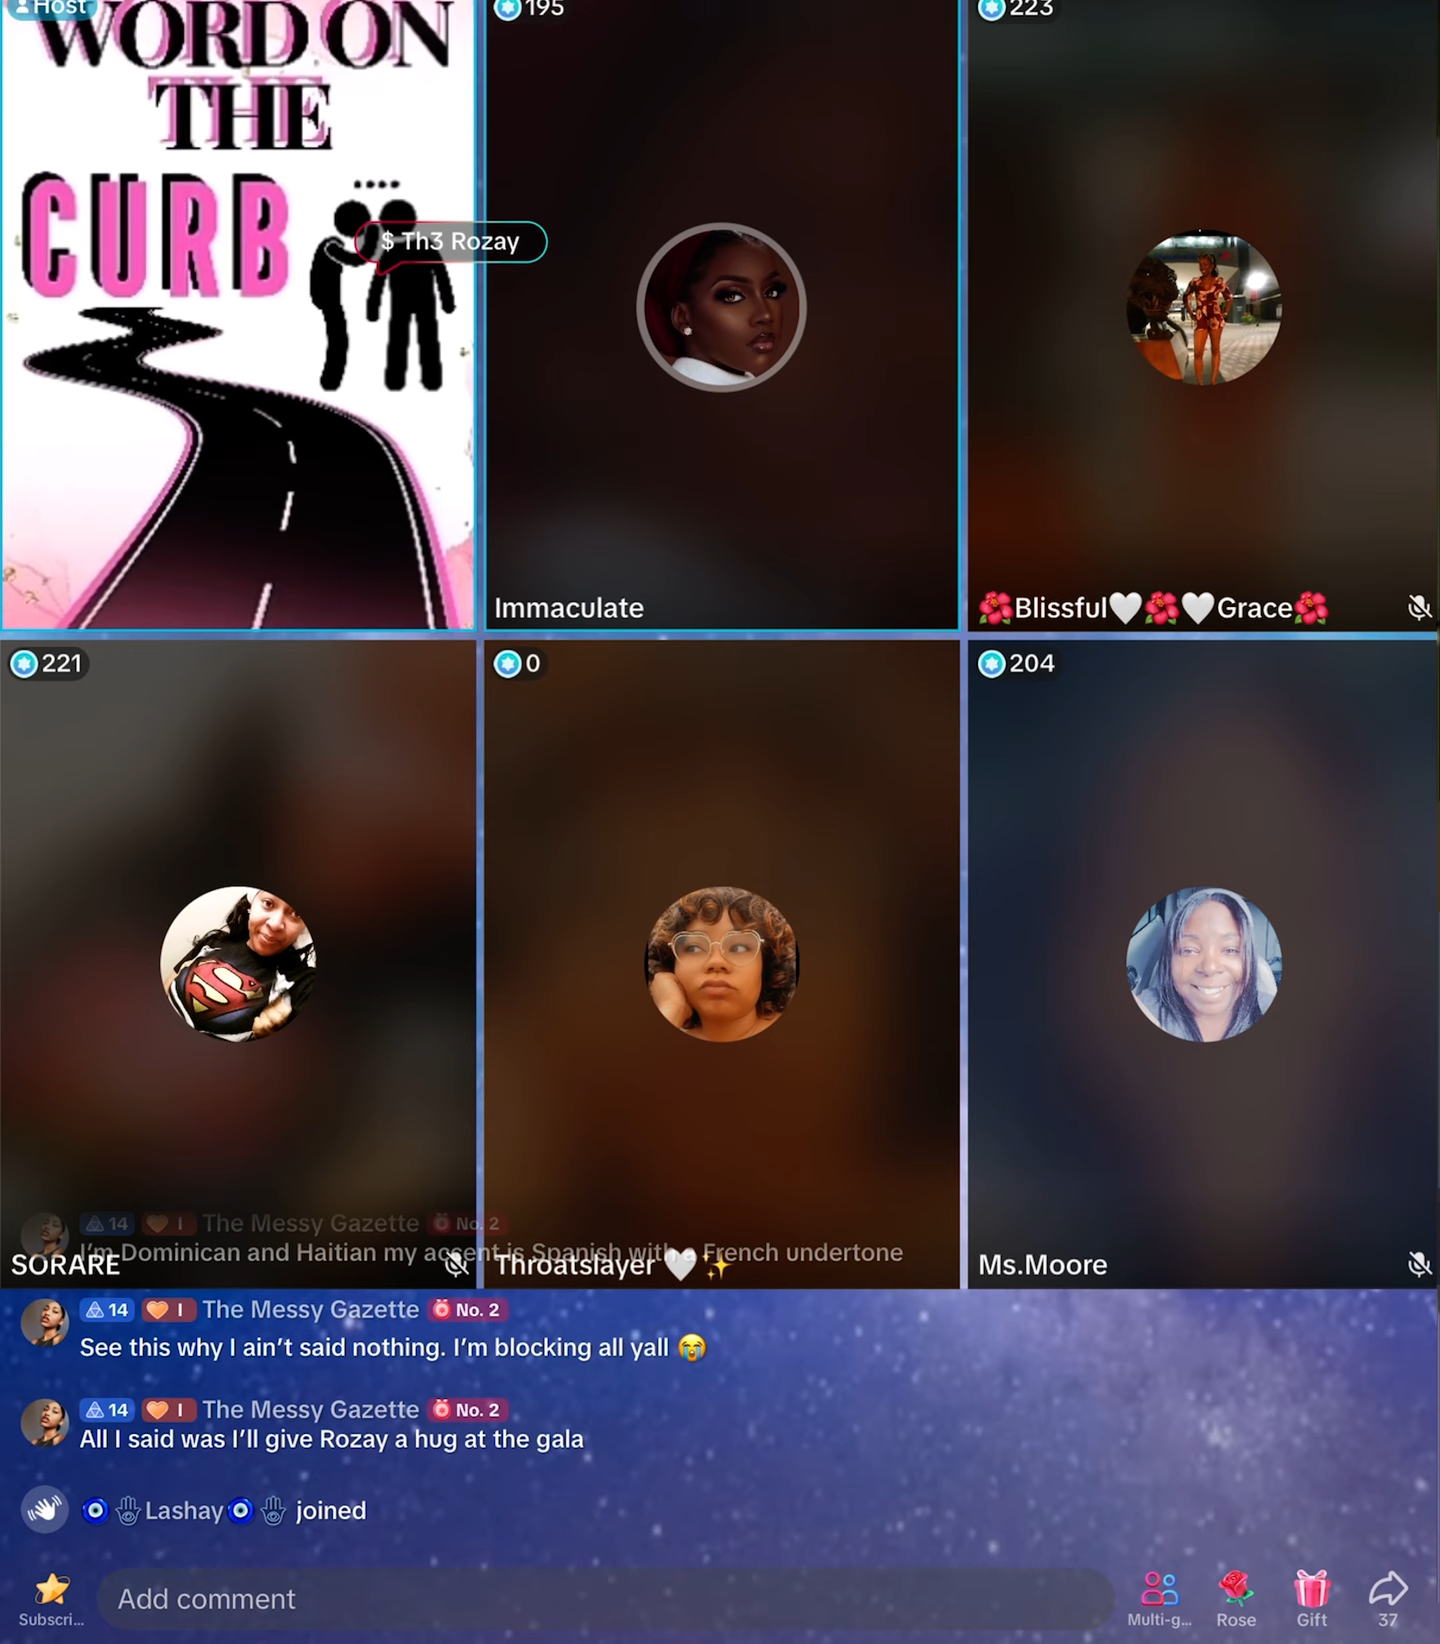 Host
195
223
WORD ON
THE
CURB
$ Th3 Rozay
Immaculate
🌺Blissful🤍🌺🤍Grace🌺
221
0
204
14 I The Messy Gazette No. 2
I'm Dominican and Haitian my accent is Spanish with a French undertone
SORARE
Throatslayer 🤍✨
Ms.Moore
14 I The Messy Gazette No. 2
See this why I ain't said nothing. I'm blocking all yall 😭
14 I The Messy Gazette No. 2
All I said was I'll give Rozay a hug at the gala
🧿🪬Lashay🧿🪬 joined
Add comment
Subscri...
Multi-g...
Rose
Gift
37